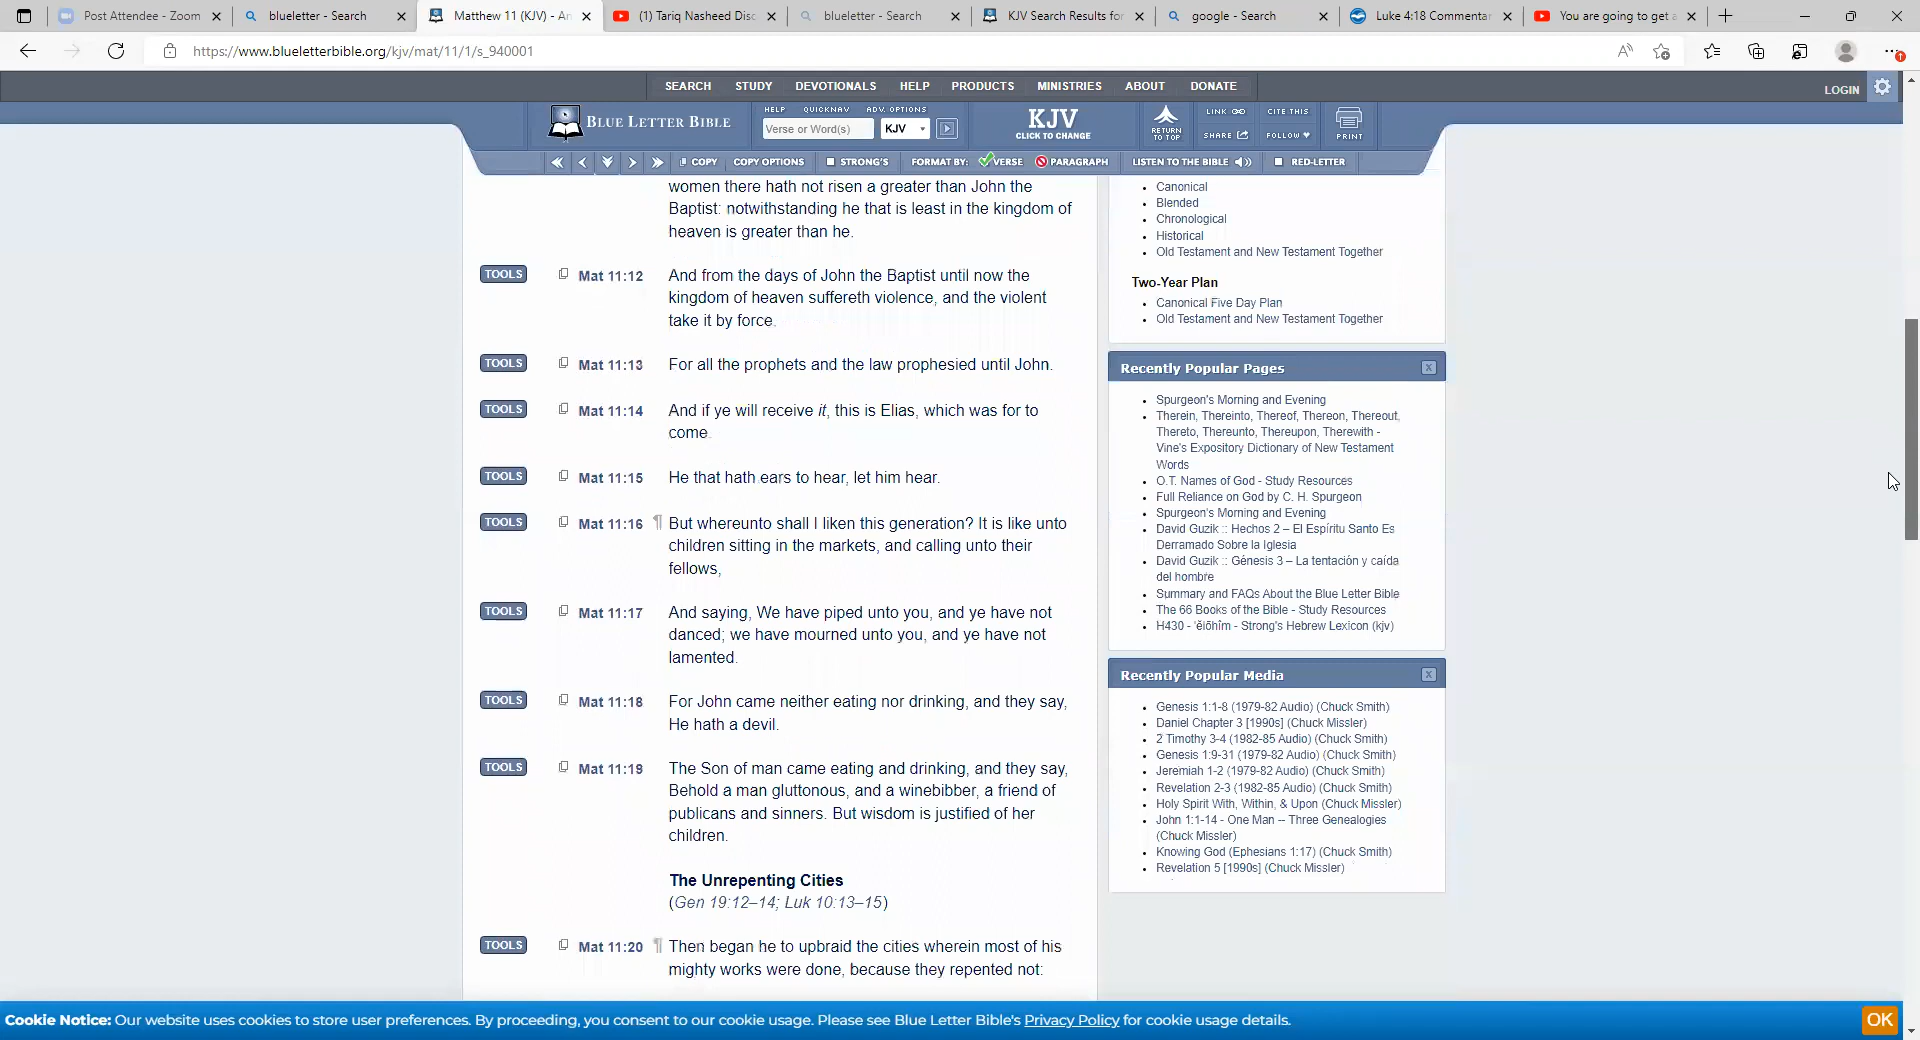 Post Attendee - Zoom
blueletter - Search
Matthew 11 (KJV) - An
(1) Tariq Nasheed Disc
blueletter - Search
KJV Search Results for
google - Search
Luke 4:18 Commentar
You are going to get a
https://www.blueletterbible.org/kjv/mat/11/1/s_940001
SEARCH STUDY DEVOTIONALS HELP PRODUCTS MINISTRIES ABOUT DONATE
LOGIN
BLUE LETTER BIBLE
HELP QUICKNAV ADV. OPTIONS
Verse or Word(s) KJV
KJV
CLICK TO CHANGE
RETURN
TO TOP
LINK
CITE THIS
SHARE
FOLLOW
PRINT
COPY COPY OPTIONS STRONG'S FORMAT BY: VERSE PARAGRAPH LISTEN TO THE BIBLE RED-LETTER
women there hath not risen a greater than John the
Baptist: notwithstanding he that is least in the kingdom of
heaven is greater than he.
TOOLS Mat 11:12 And from the days of John the Baptist until now the
kingdom of heaven suffereth violence, and the violent
take it by force.
TOOLS Mat 11:13 For all the prophets and the law prophesied until John.
TOOLS Mat 11:14 And if ye will receive it, this is Elias, which was for to
come.
TOOLS Mat 11:15 He that hath ears to hear, let him hear.
TOOLS Mat 11:16 ¶ But whereunto shall I liken this generation? It is like unto
children sitting in the markets, and calling unto their
fellows,
TOOLS Mat 11:17 And saying, We have piped unto you, and ye have not
danced; we have mourned unto you, and ye have not
lamented.
TOOLS Mat 11:18 For John came neither eating nor drinking, and they say,
He hath a devil.
TOOLS Mat 11:19 The Son of man came eating and drinking, and they say,
Behold a man gluttonous, and a winebibber, a friend of
publicans and sinners. But wisdom is justified of her
children.
The Unrepenting Cities
(Gen 19:12–14; Luk 10:13–15)
TOOLS Mat 11:20 ¶ Then began he to upbraid the cities wherein most of his
mighty works were done, because they repented not:
Canonical
Blended
Chronological
Historical
Old Testament and New Testament Together
Two-Year Plan
Canonical Five Day Plan
Old Testament and New Testament Together
Recently Popular Pages
Spurgeon's Morning and Evening
Therein, Thereinto, Thereof, Thereon, Thereout,
Thereto, Thereunto, Thereupon, Therewith -
Vine's Expository Dictionary of New Testament
Words
O.T. Names of God - Study Resources
Full Reliance on God by C. H. Spurgeon
Spurgeon's Morning and Evening
David Guzik :: Hechos 2 – El Espíritu Santo Es
Derramado Sobre la Iglesia
David Guzik :: Génesis 3 – La tentación y caída
del hombre
Summary and FAQs About the Blue Letter Bible
The 66 Books of the Bible - Study Resources
H430 - 'ĕlōhîm - Strong's Hebrew Lexicon (kjv)
Recently Popular Media
Genesis 1:1-8 (1979-82 Audio) (Chuck Smith)
Daniel Chapter 3 [1990s] (Chuck Missler)
2 Timothy 3-4 (1982-85 Audio) (Chuck Smith)
Genesis 1:9-31 (1979-82 Audio) (Chuck Smith)
Jeremiah 1-2 (1979-82 Audio) (Chuck Smith)
Revelation 2-3 (1982-85 Audio) (Chuck Smith)
Holy Spirit With, Within, & Upon (Chuck Missler)
John 1:1-14 - One Man -- Three Genealogies
(Chuck Missler)
Knowing God (Ephesians 1:17) (Chuck Smith)
Revelation 5 [1990s] (Chuck Missler)
Cookie Notice: Our website uses cookies to store user preferences. By proceeding, you consent to our cookie usage. Please see Blue Letter Bible's Privacy Policy for cookie usage details.
OK